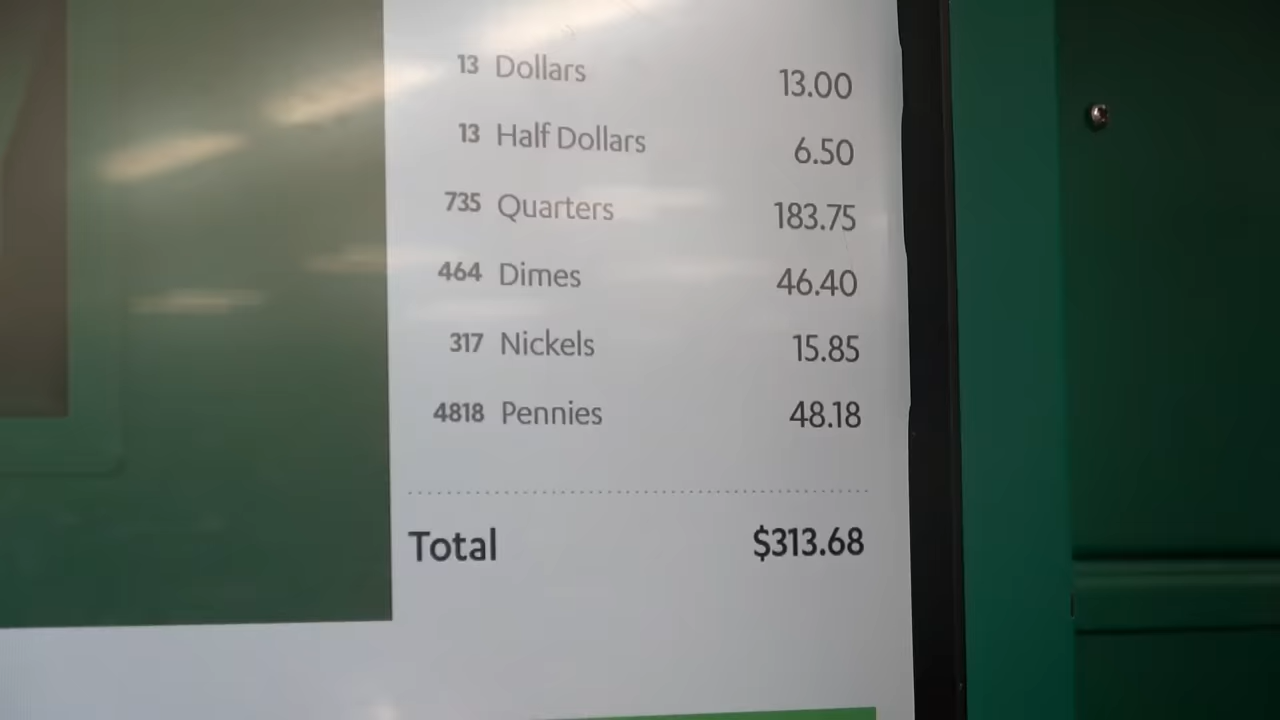 13 Dollars 13.00
13 Half Dollars 6.50
735 Quarters 183.75
464 Dimes 46.40
317 Nickels 15.85
4818 Pennies 48.18
Total $313.68